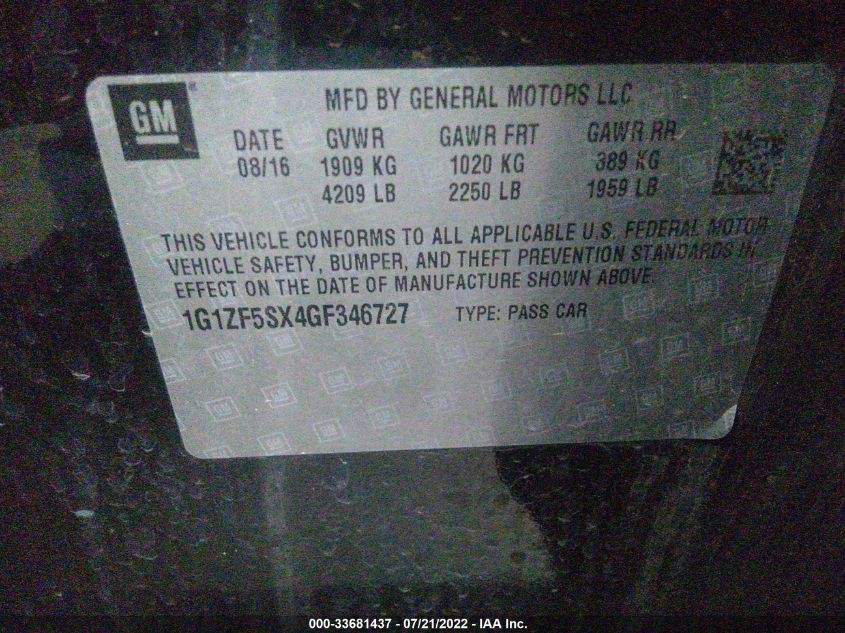 GM
MFD BY GENERAL MOTORS LLC
DATE GVWR GAWR FRT GAWR RR
08/16 1909 KG 1020 KG 889 KG
4209 LB 2250 LB 1959 LB
THIS VEHICLE CONFORMS TO ALL APPLICABLE U.S. FEDERAL MOTOR
VEHICLE SAFETY, BUMPER, AND THEFT PREVENTION STANDARDS IN
EFFECT ON THE DATE OF MANUFACTURE SHOWN ABOVE.
1G1ZF5SX4GF346727 TYPE: PASS CAR
000-33681437 - 07/21/2022 - IAA Inc.